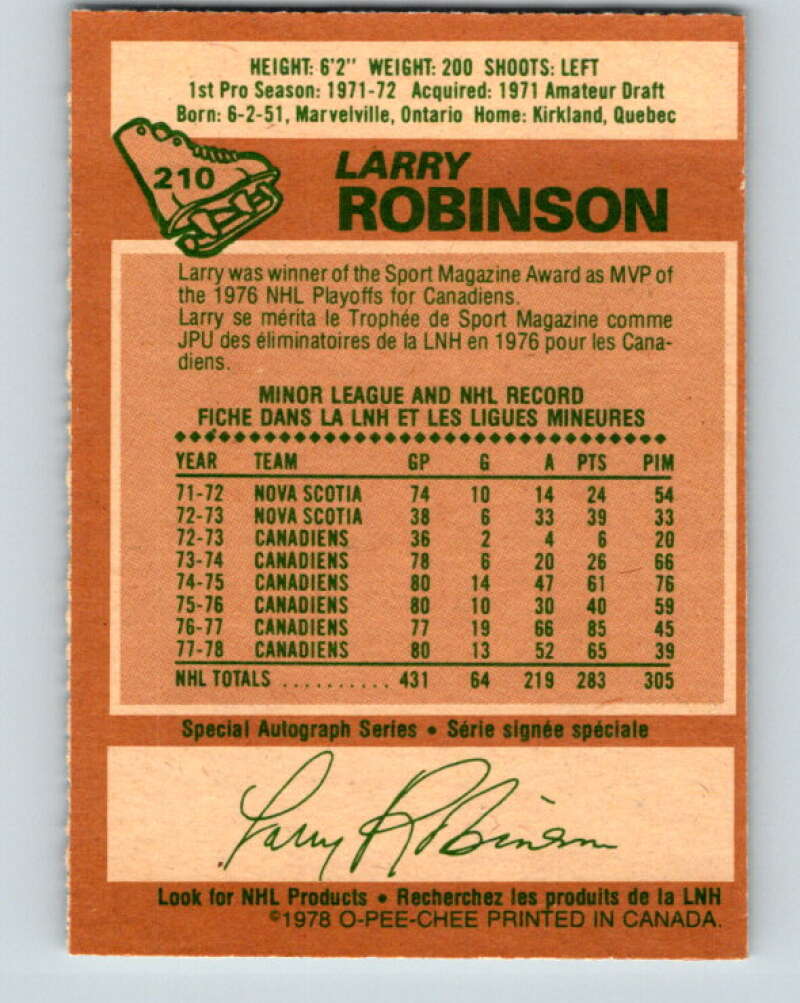 HEIGHT: 6'2" WEIGHT: 200 SHOOTS: LEFT
1st Pro Season: 1971-72 Acquired: 1971 Amateur Draft
Born: 6-2-51, Marvelville, Ontario Home: Kirkland, Quebec
210
LARRY
ROBINSON
Larry was winner of the Sport Magazine Award as MVP of
the 1976 NHL Playoffs for Canadiens.
Larry se mérita le Trophée de Sport Magazine comme
JPU des éliminatoires de la LNH en 1976 pour les Cana-
diens.
MINOR LEAGUE AND NHL RECORD
FICHE DANS LA LNH ET LES LIGUES MINEURES
YEAR TEAM GP G A PTS PIM
71-72 NOVA SCOTIA 74 10 14 24 54
72-73 NOVA SCOTIA 38 6 33 39 33
72-73 CANADIENS 36 2 4 6 20
73-74 CANADIENS 78 6 20 26 66
74-75 CANADIENS 80 14 47 61 76
75-76 CANADIENS 80 10 30 40 59
76-77 CANADIENS 77 19 66 85 45
77-78 CANADIENS 80 13 52 65 39
NHL TOTALS .......... 431 64 219 283 305
Special Autograph Series • Série signée spéciale
Larry Robinson
Look for NHL Products • Recherchez les produits de la LNH
©1978 O-PEE-CHEE PRINTED IN CANADA.